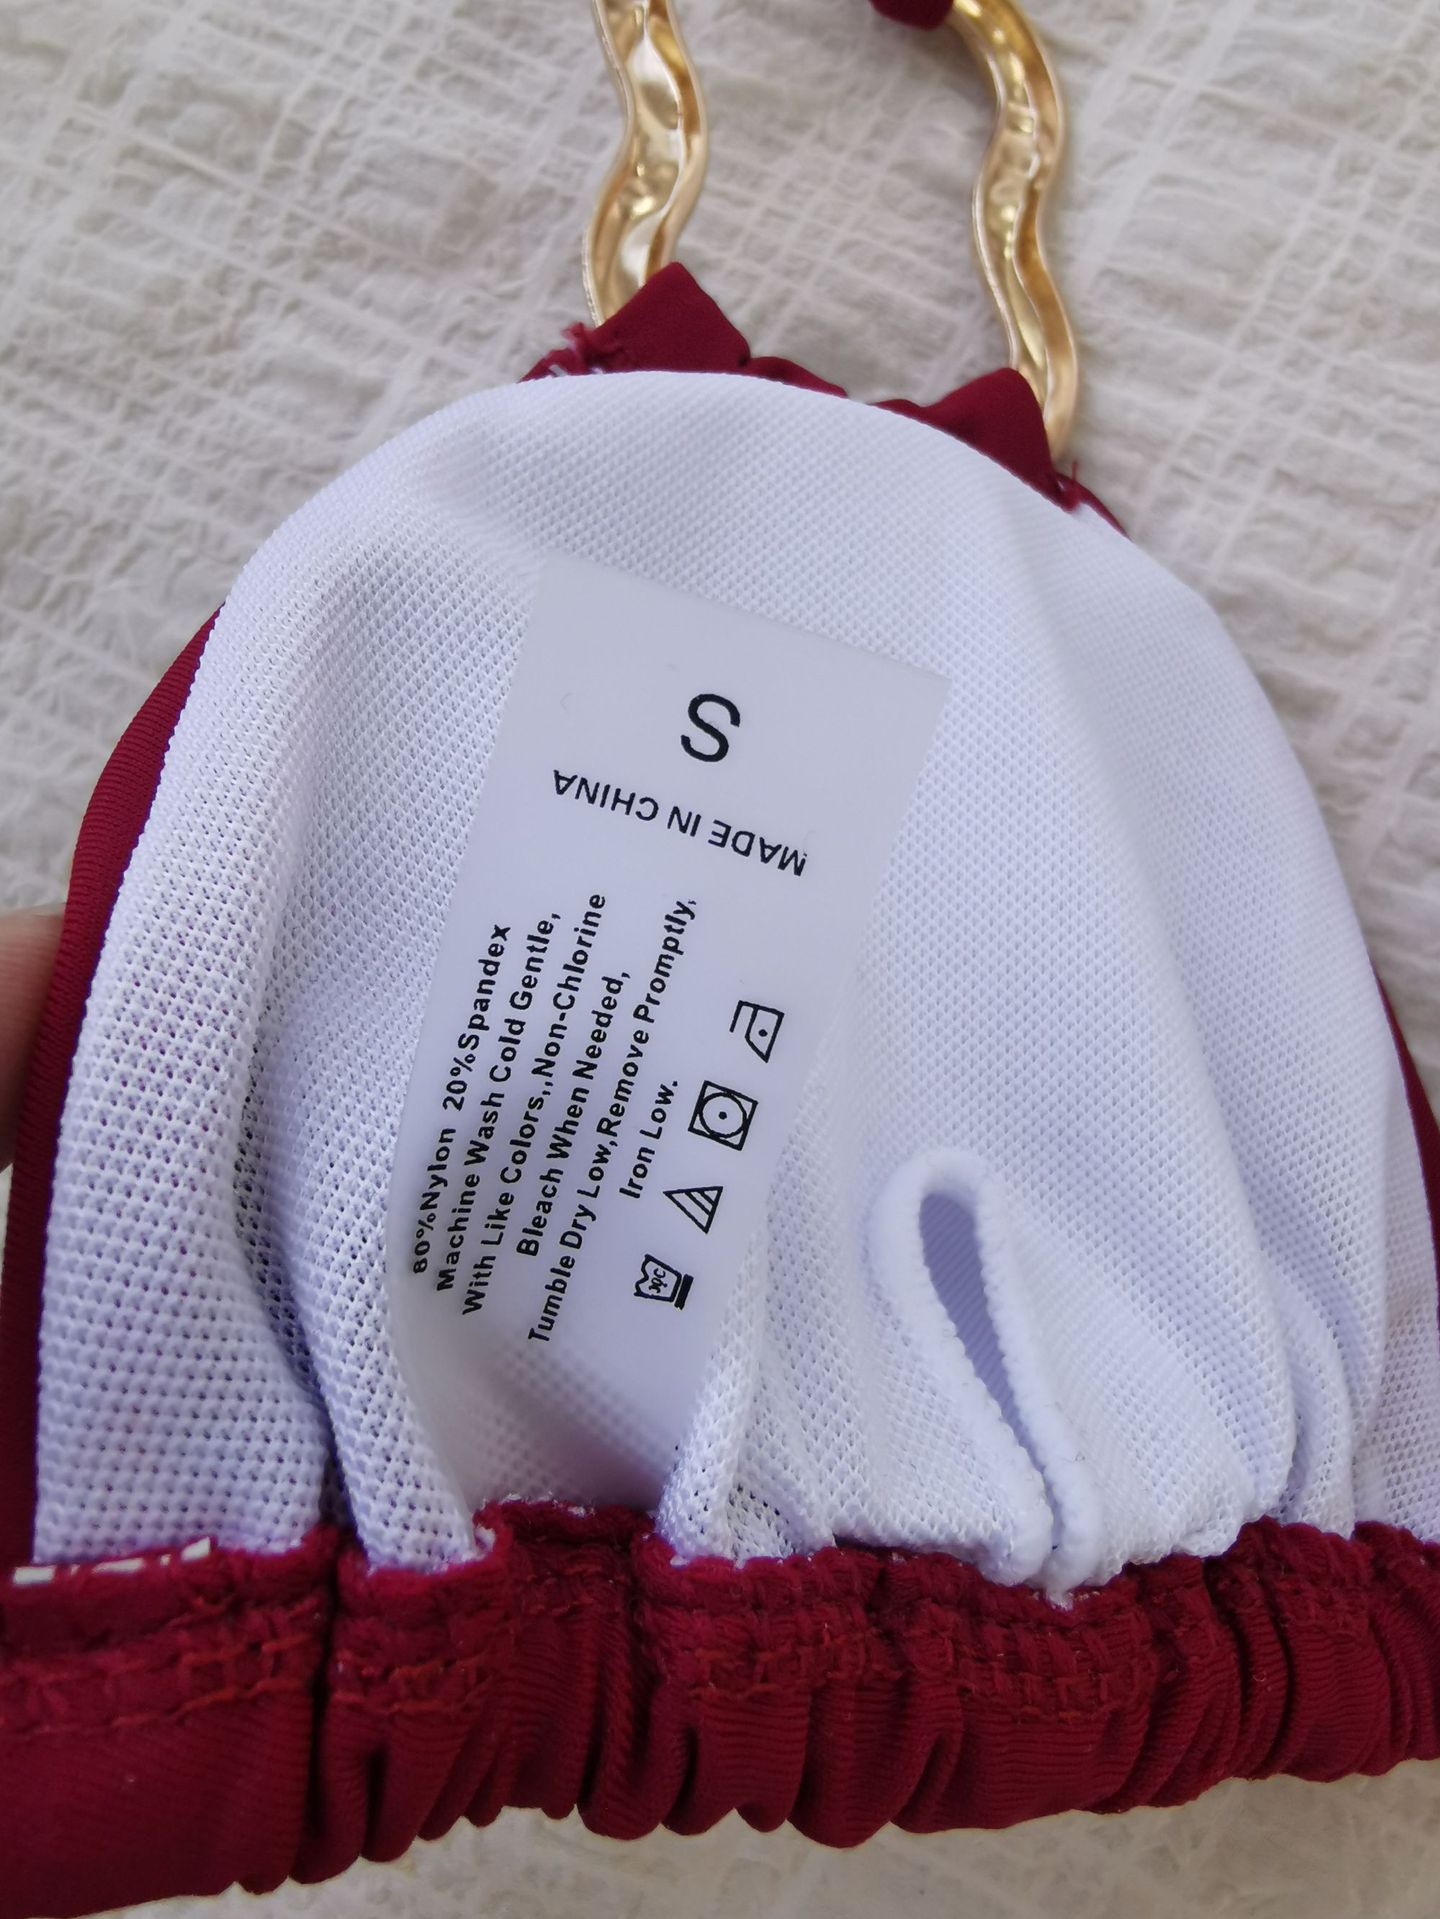 S
MADE IN CHINA
80%Nylon 20%Spandex
Machine Wash Cold Gentle,
With Like Colors,,Non-Chlorine
Bleach When Needed,
Tumble Dry Low,Remove Promptly,
Iron Low.
30c